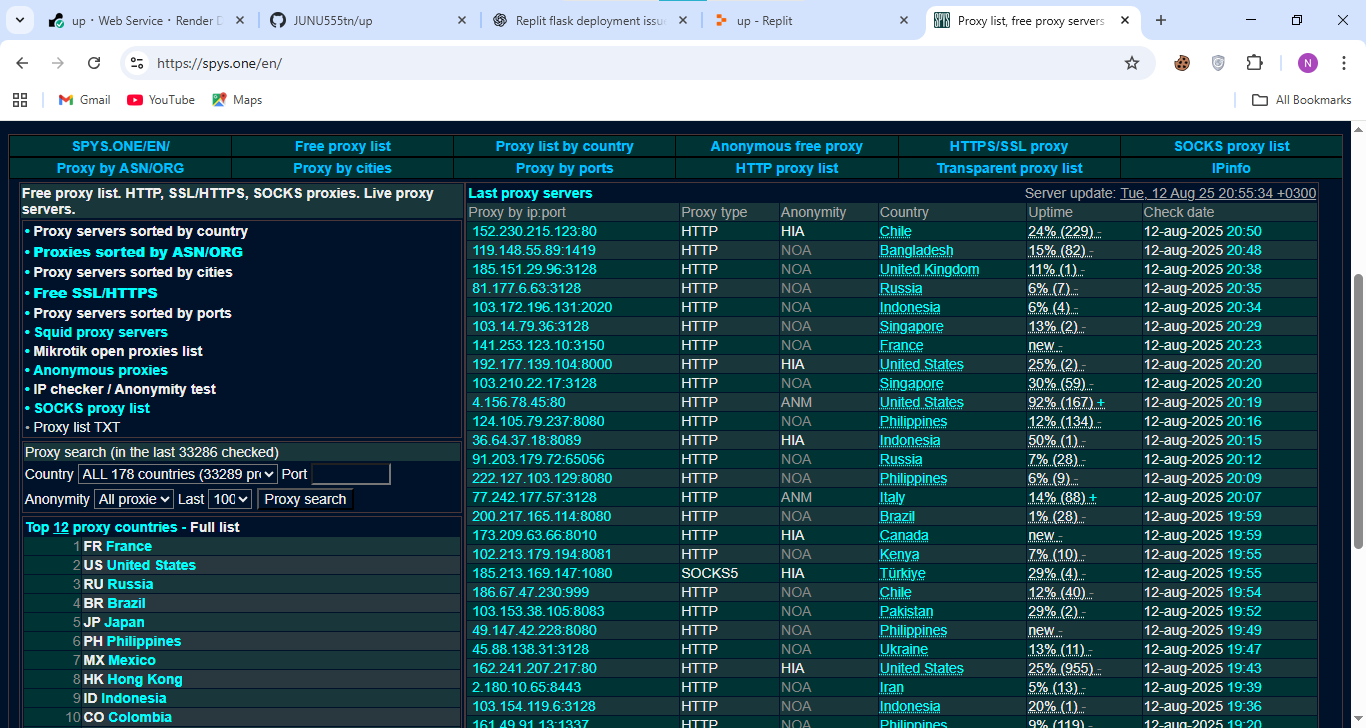 up · Web Service · Render D
JUNU555tn/up
Replit flask deployment issue
up - Replit
Proxy list, free proxy servers
https://spys.one/en/
N
Gmail
YouTube
Maps
All Bookmarks
SPYS.ONE/EN/ Free proxy list Proxy list by country Anonymous free proxy HTTPS/SSL proxy SOCKS proxy list
Proxy by ASN/ORG Proxy by cities Proxy by ports HTTP proxy list Transparent proxy list IPinfo
Free proxy list. HTTP, SSL/HTTPS, SOCKS proxies. Live proxy
servers.
• Proxy servers sorted by country
• Proxies sorted by ASN/ORG
• Proxy servers sorted by cities
• Free SSL/HTTPS
• Proxy servers sorted by ports
• Squid proxy servers
• Mikrotik open proxies list
• Anonymous proxies
• IP checker / Anonymity test
• SOCKS proxy list
• Proxy list TXT
Proxy search (in the last 33286 checked)
Country ALL 178 countries (33289 pro Port
Anonymity All proxie Last 100 Proxy search
Top 12 proxy countries - Full list
1 FR France
2 US United States
3 RU Russia
4 BR Brazil
5 JP Japan
6 PH Philippines
7 MX Mexico
8 HK Hong Kong
9 ID Indonesia
10 CO Colombia
Last proxy servers Server update: Tue, 12 Aug 25 20:55:34 +0300
Proxy by ip:port Proxy type Anonymity Country Uptime Check date
152.230.215.123:80 HTTP HIA Chile 24% (229) - 12-aug-2025 20:50
119.148.55.89:1419 HTTP NOA Bangladesh 15% (82) - 12-aug-2025 20:48
185.151.29.96:3128 HTTP NOA United Kingdom 11% (1) - 12-aug-2025 20:38
81.177.6.63:3128 HTTP NOA Russia 6% (7) - 12-aug-2025 20:35
103.172.196.131:2020 HTTP NOA Indonesia 6% (4) - 12-aug-2025 20:34
103.14.79.36:3128 HTTP NOA Singapore 13% (2) - 12-aug-2025 20:29
141.253.123.10:3150 HTTP NOA France new - 12-aug-2025 20:23
192.177.139.104:8000 HTTP HIA United States 25% (2) - 12-aug-2025 20:20
103.210.22.17:3128 HTTP NOA Singapore 30% (59) - 12-aug-2025 20:20
4.156.78.45:80 HTTP ANM United States 92% (167) + 12-aug-2025 20:19
124.105.79.237:8080 HTTP NOA Philippines 12% (134) - 12-aug-2025 20:16
36.64.37.18:8089 HTTP HIA Indonesia 50% (1) - 12-aug-2025 20:15
91.203.179.72:65056 HTTP NOA Russia 7% (28) - 12-aug-2025 20:12
222.127.103.129:8080 HTTP NOA Philippines 6% (9) - 12-aug-2025 20:09
77.242.177.57:3128 HTTP ANM Italy 14% (88) + 12-aug-2025 20:07
200.217.165.114:8080 HTTP NOA Brazil 1% (28) - 12-aug-2025 19:59
173.209.63.66:8010 HTTP HIA Canada new - 12-aug-2025 19:59
102.213.179.194:8081 HTTP NOA Kenya 7% (10) - 12-aug-2025 19:55
185.213.169.147:1080 SOCKS5 HIA Türkiye 29% (4) - 12-aug-2025 19:55
186.67.47.230:999 HTTP NOA Chile 12% (40) - 12-aug-2025 19:54
103.153.38.105:8083 HTTP NOA Pakistan 29% (2) - 12-aug-2025 19:52
49.147.42.228:8080 HTTP NOA Philippines new - 12-aug-2025 19:49
45.88.138.31:3128 HTTP NOA Ukraine 13% (11) - 12-aug-2025 19:47
162.241.207.217:80 HTTP HIA United States 25% (955) - 12-aug-2025 19:43
2.180.10.65:8443 HTTP NOA Iran 5% (13) - 12-aug-2025 19:39
103.154.119.6:3128 HTTP NOA Indonesia 20% (1) - 12-aug-2025 19:36
161.49.91.13:1337 HTTP NOA Philippines 9% (119) - 12-aug-2025 19:20